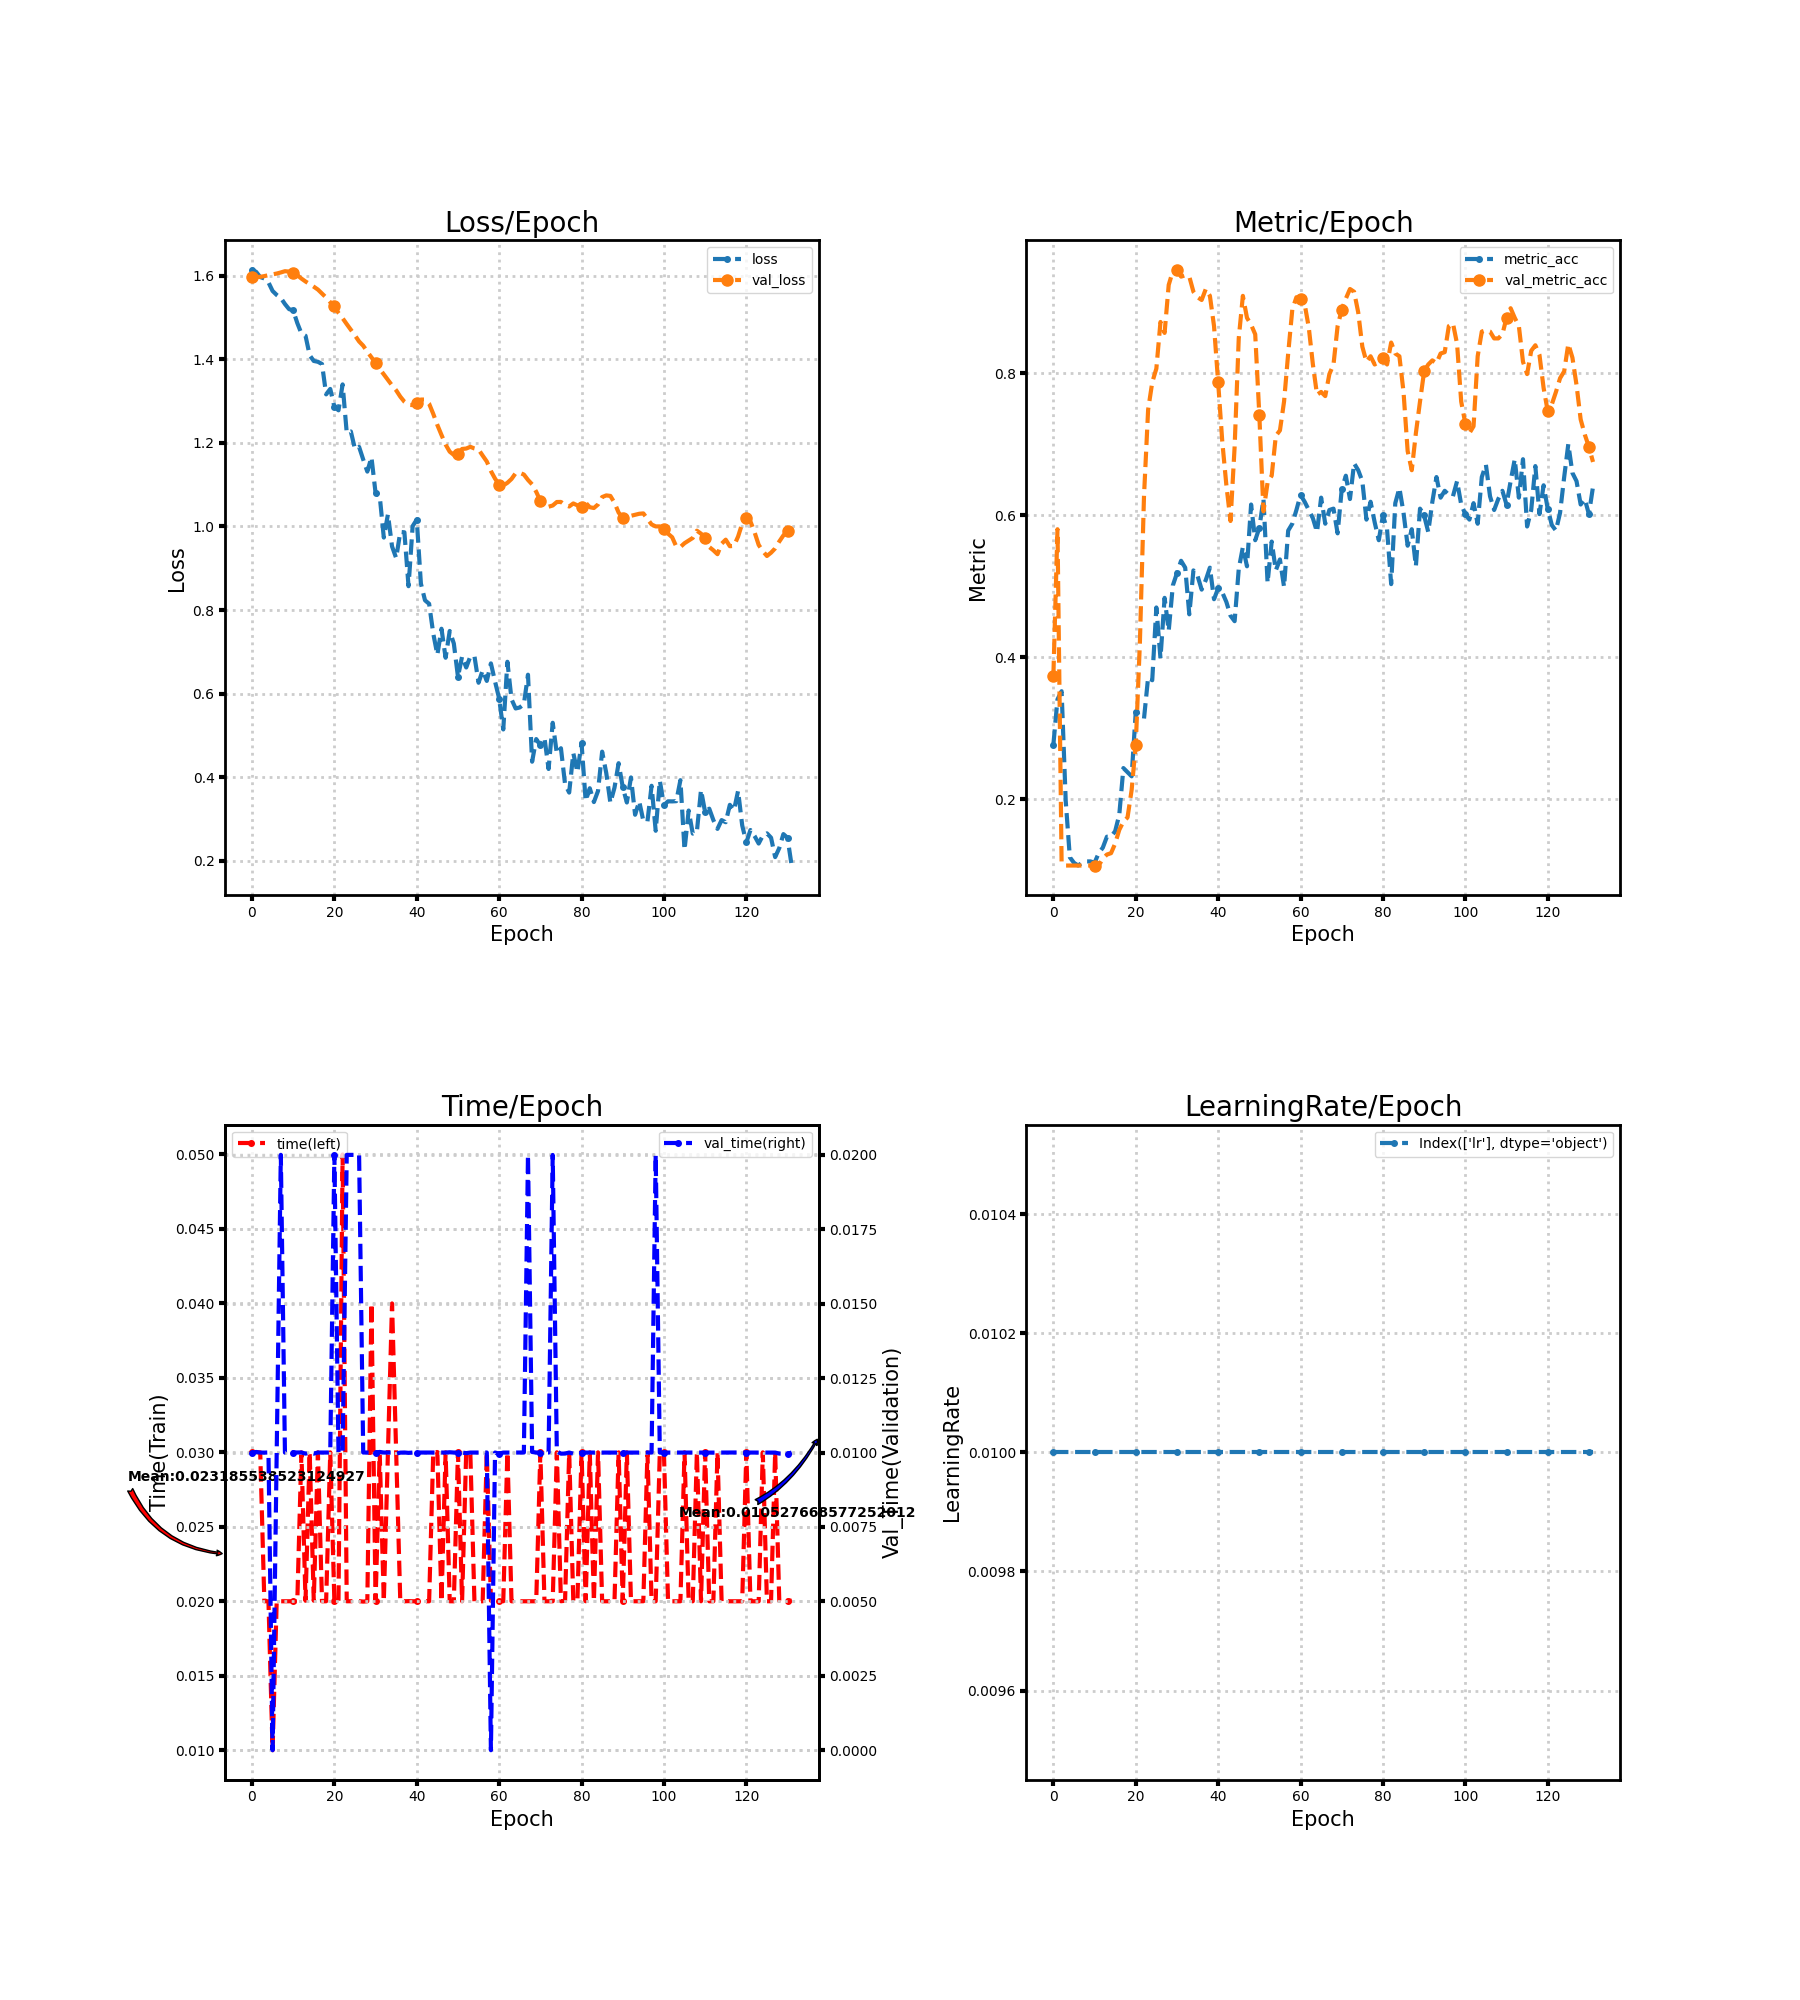 Loss/Epoch
loss
val_loss
1.6
1.4
1.2
1.0
0.8
0.6
0.4
0.2
Loss
0 20 40 60 80 100 120
Epoch
Metric/Epoch
metric_acc
val_metric_acc
0.8
0.6
0.4
0.2
Metric
0 20 40 60 80 100 120
Epoch
Time/Epoch
time(left)
val_time(right)
0.050
0.045
0.040
0.035
0.030
0.025
0.020
0.015
0.010
Time(Train)
Mean:0.023185538523124927
0.0200
0.0175
0.0150
0.0125
0.0100
0.0075
0.0050
0.0025
0.0000
Val_Time(Validation)
Mean:0.010527668577252012
0 20 40 60 80 100 120
Epoch
LearningRate/Epoch
Index(['lr'], dtype='object')
0.0104
0.0102
0.0100
0.0098
0.0096
LearningRate
0 20 40 60 80 100 120
Epoch